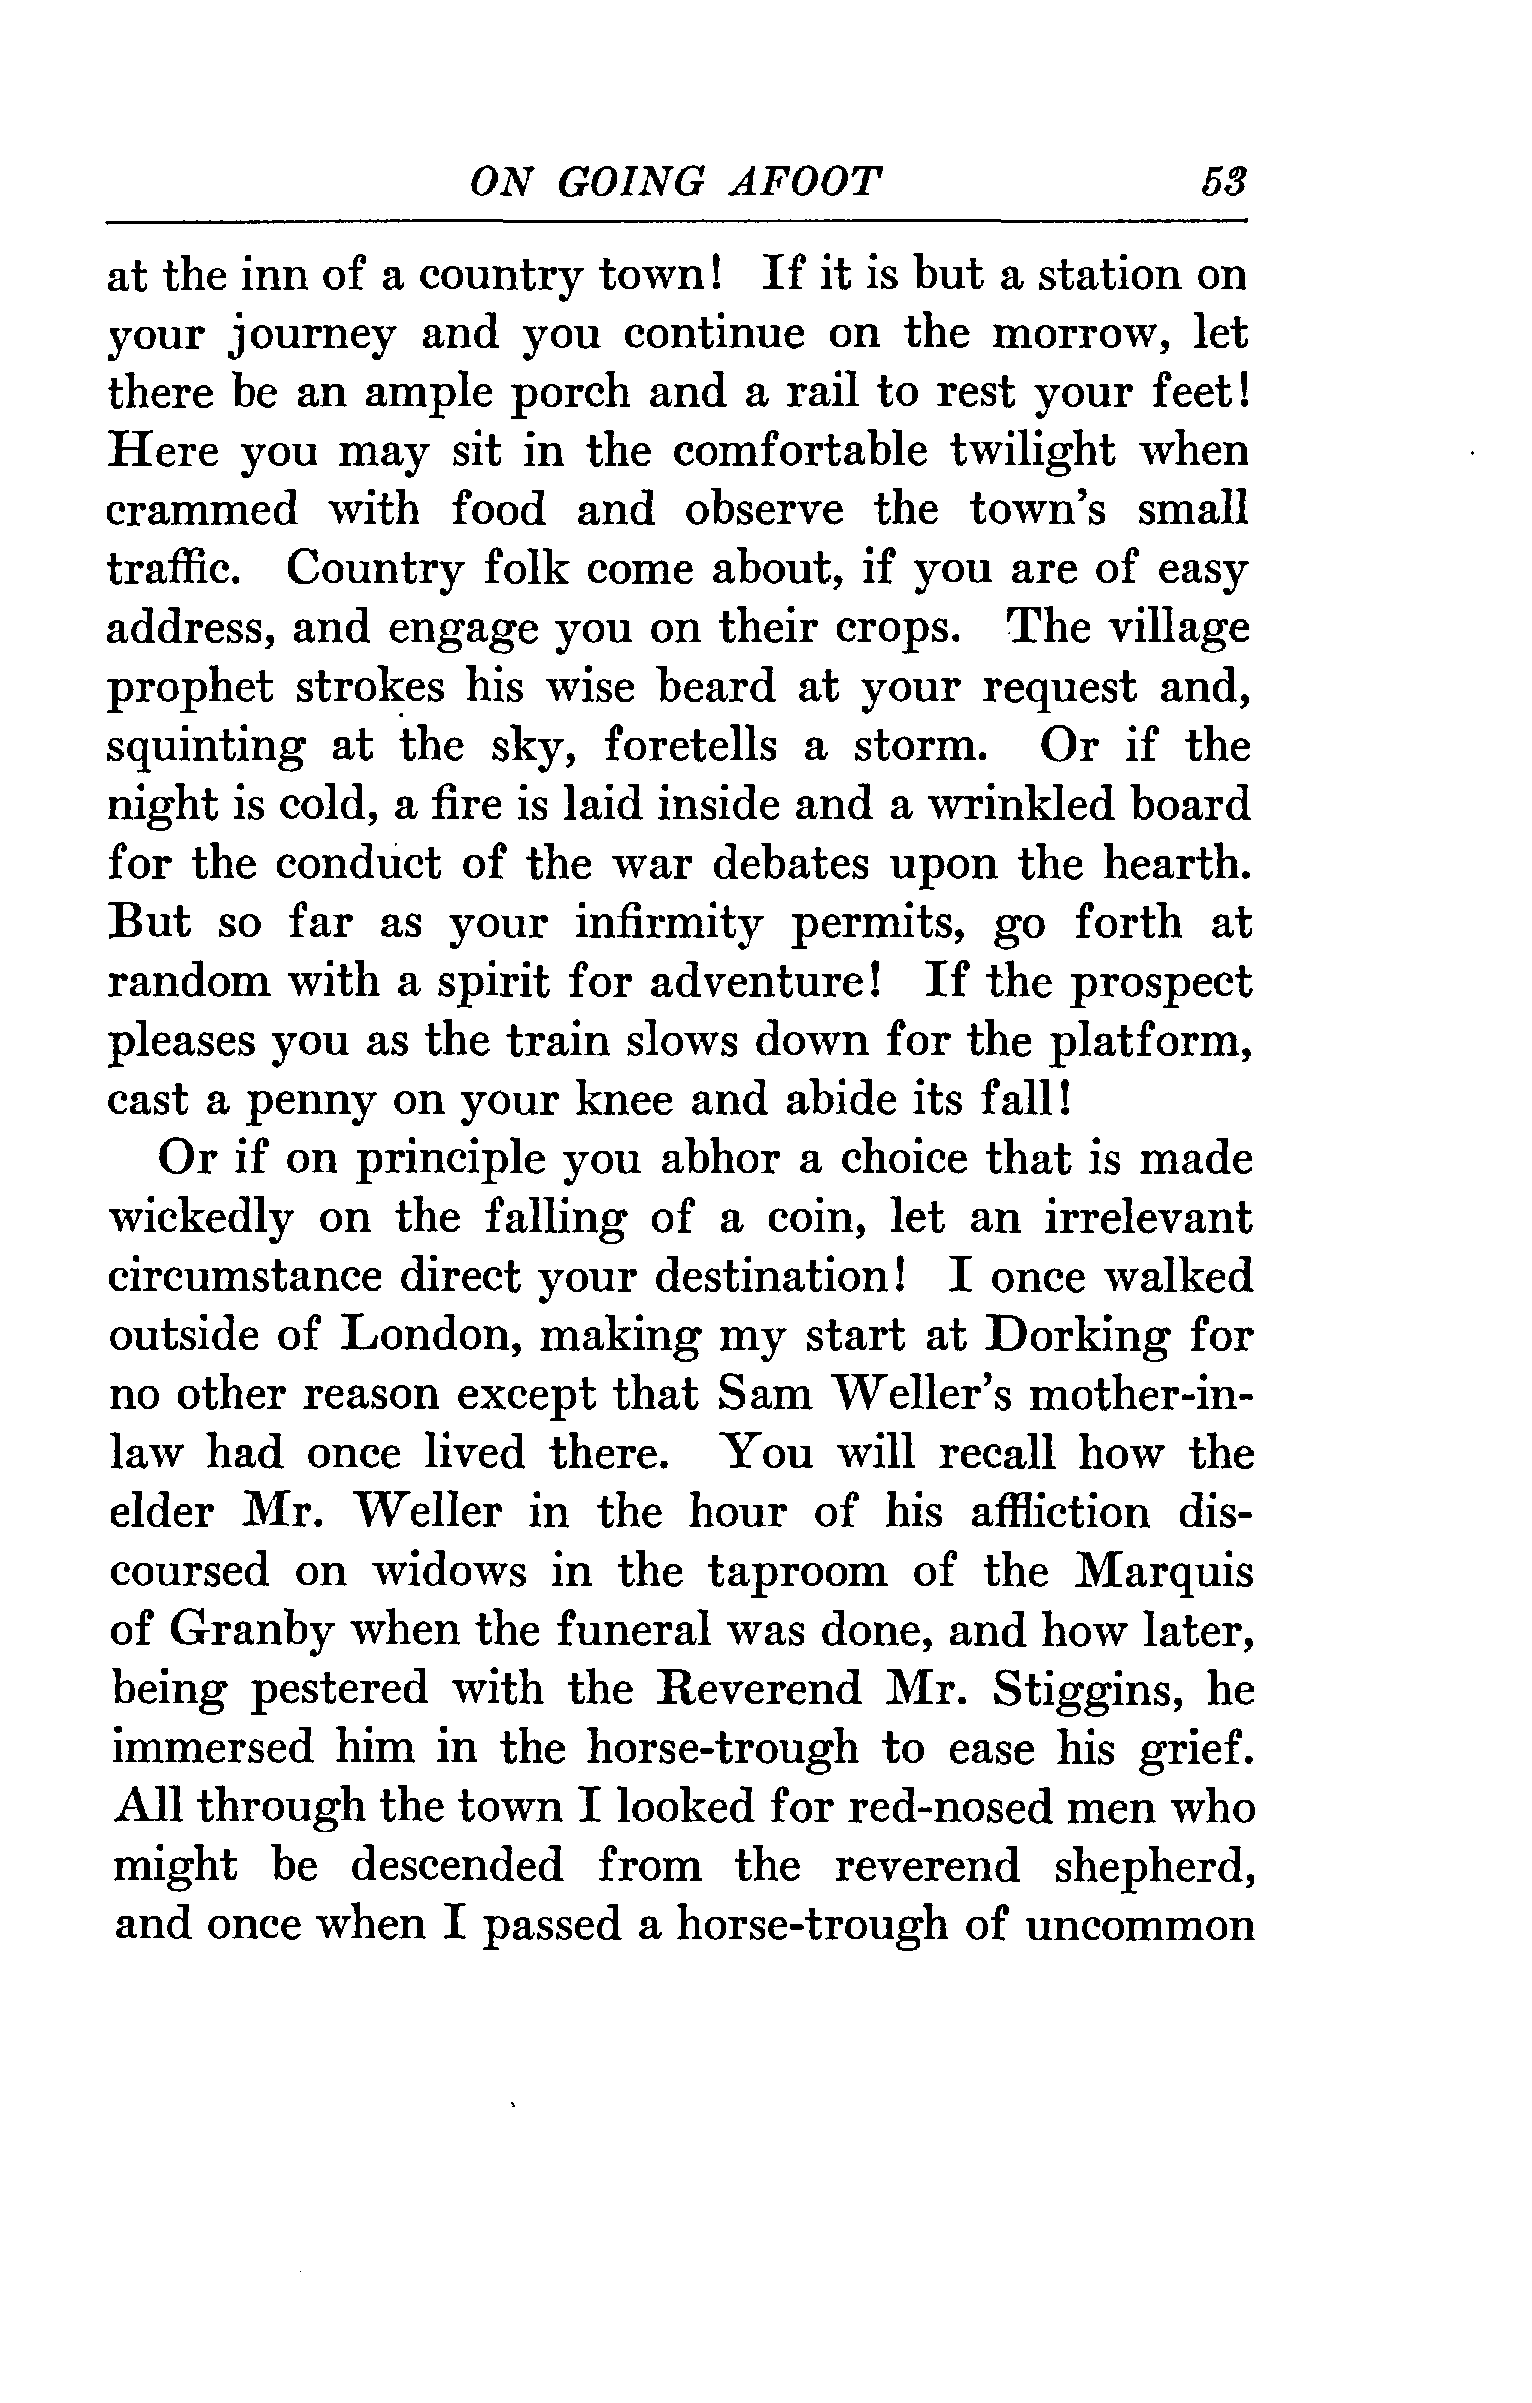 ON GOING AFOOT 53
at the inn of a country town! If it is but a station on
your journey and you continue on the morrow, let
there be an ample porch and a rail to rest your feet!
Here you may sit in the comfortable twilight when
crammed with food and observe the town's small
traffic. Country folk come about, if you are of easy
address, and engage you on their crops. The village
prophet strokes his wise beard at your request and,
squinting at the sky, foretells a storm. Or if the
night is cold, a fire is laid inside and a wrinkled board
for the conduct of the war debates upon the hearth.
But so far as your infirmity permits, go forth at
random with a spirit for adventure! If the prospect
pleases you as the train slows down for the platform,
cast a penny on your knee and abide its fall!
Or if on principle you abhor a choice that is made
wickedly on the falling of a coin, let an irrelevant
circumstance direct your destination! I once walked
outside of London, making my start at Dorking for
no other reason except that Sam Weller's mother-in-
law had once lived there. You will recall how the
elder Mr. Weller in the hour of his affliction dis-
coursed on widows in the taproom of the Marquis
of Granby when the funeral was done, and how later,
being pestered with the Reverend Mr. Stiggins, he
immersed him in the horse-trough to ease his grief.
All through the town I looked for red-nosed men who
might be descended from the reverend shepherd,
and once when I passed a horse-trough of uncommon